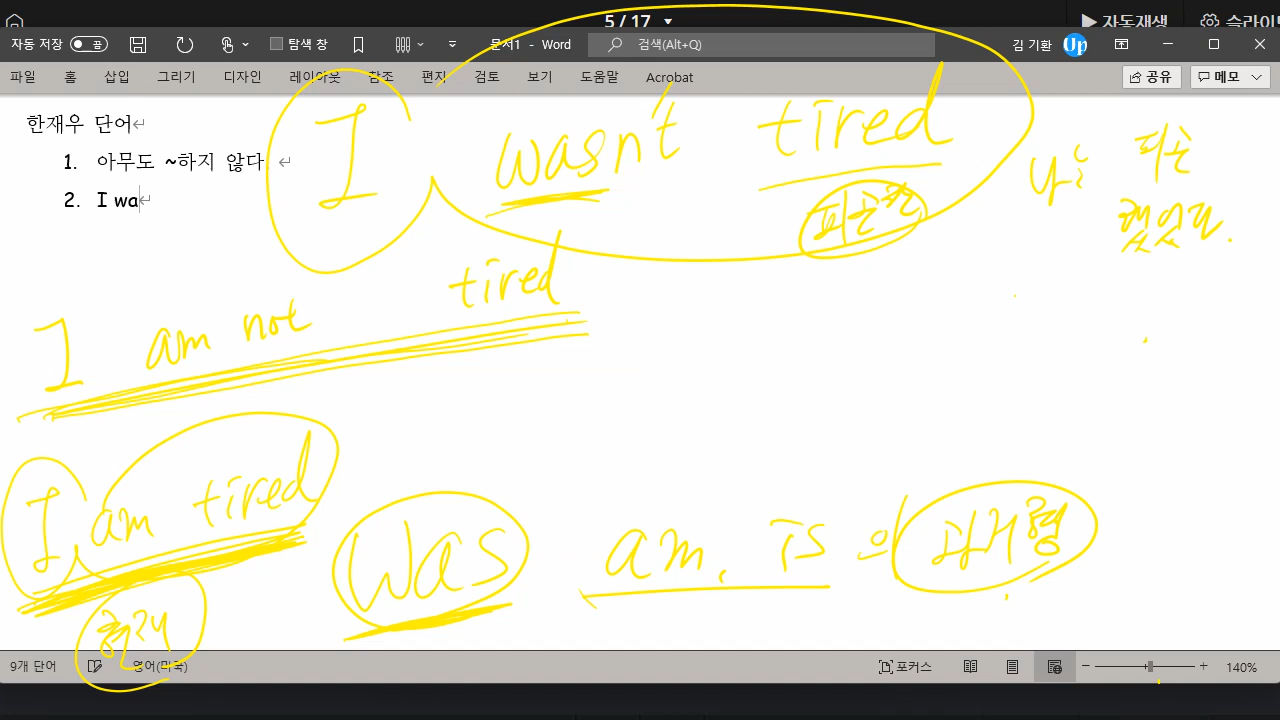 5 / 17 ▼
자동재생
슬라이
자동 저장 끔
탐색 창
문서1 - Word
검색(Alt+Q)
김 기환
Up
파일 홈 삽입 그리기 디자인 레이아웃 참조 편지 검토 보기 도움말 Acrobat
공유
메모
한재우 단어
1. 아무도 ~하지 않다.
2. I wa
I wasn't tired
피곤한
나는 피곤
했었다.
I am not tired
I am tired
현재
was
am, is 의 과거형
9개 단어
영어(미국)
포커스
140%